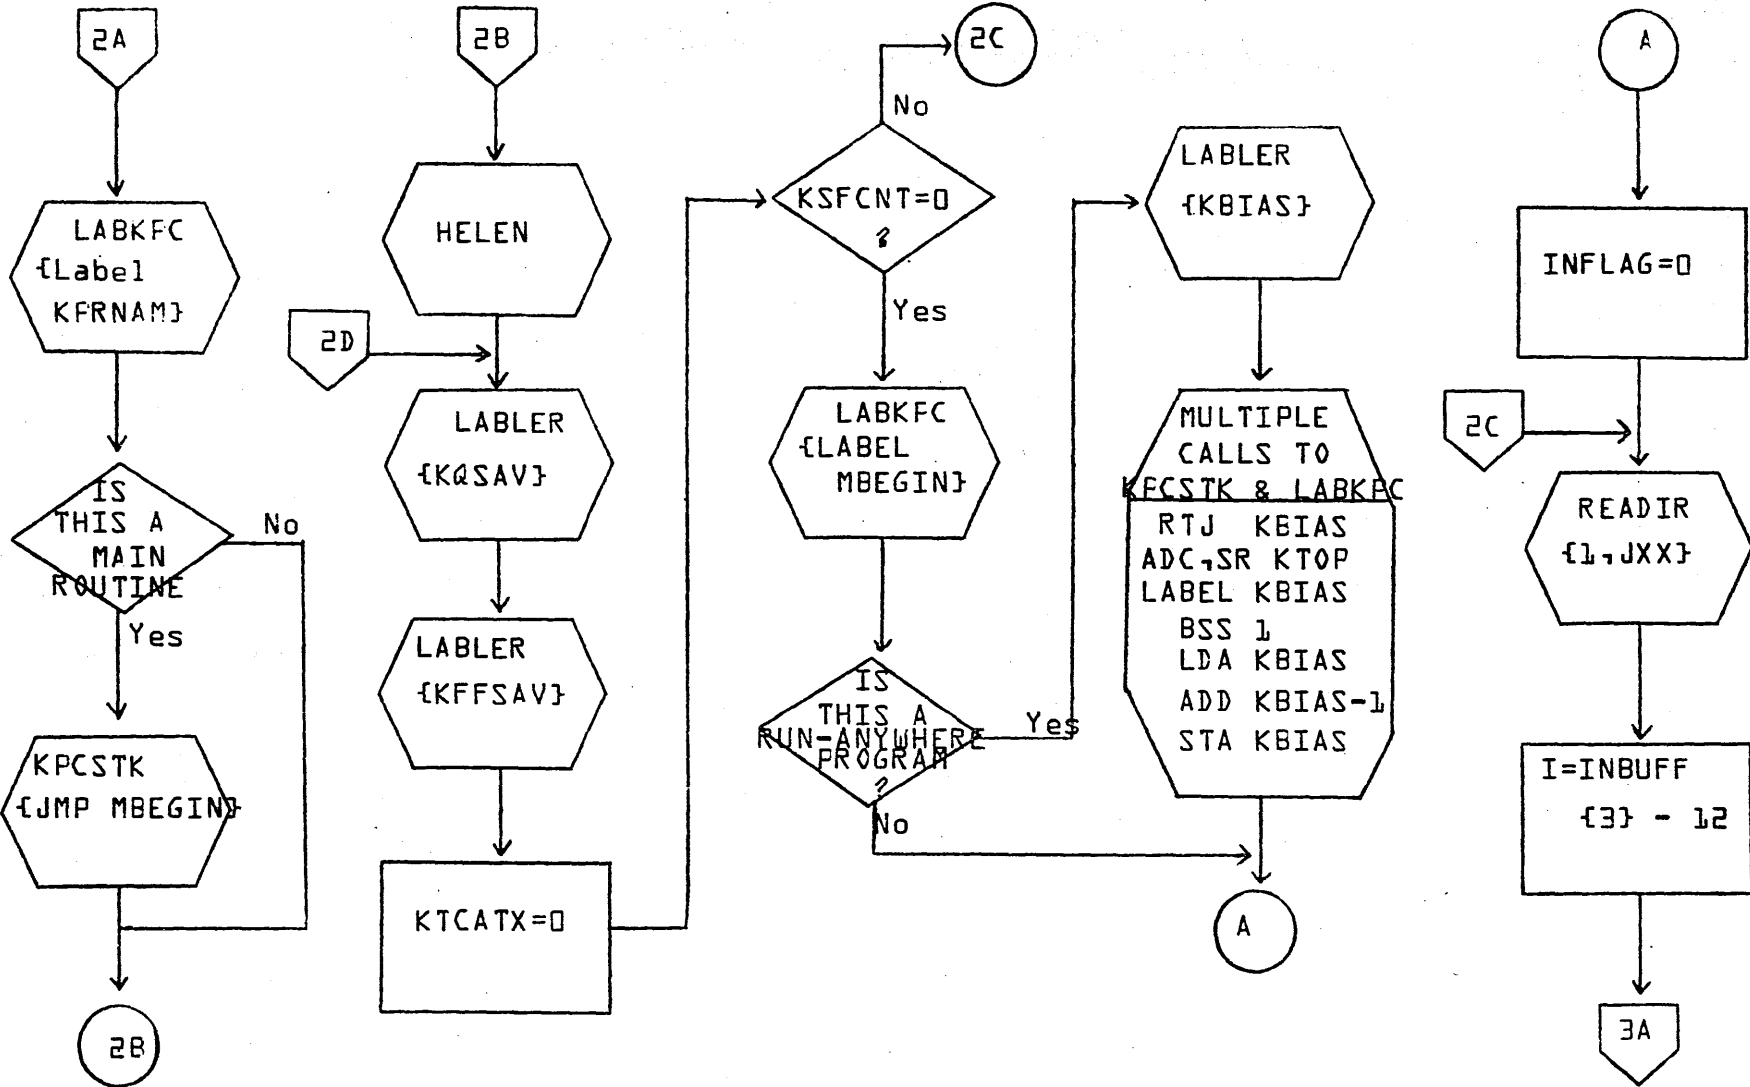 2A
LABKFC
{Label
KFRNAM}
IS
THIS A
MAIN
ROUTINE
No
Yes
KPCSTK
{JMP MBEGIN}
2B
2B
HELEN
2D
LABLER
{KQSAV}
LABLER
{KFFSAV}
KTCATX=0
2C
No
KSFCNT=0
?
Yes
LABKFC
{LABEL
MBEGIN}
IS
THIS A
RUN-ANYWHERE
PROGRAM
?
Yes
No
LABLER
{KBIAS}
MULTIPLE
CALLS TO
KFCSTK & LABKFC
RTJ KBIAS
ADC,SR KTOP
LABEL KBIAS
BSS 1
LDA KBIAS
ADD KBIAS-1
STA KBIAS
A
A
INFLAG=0
2C
READIR
{1,JXX}
I=INBUFF
{3} - 12
3A